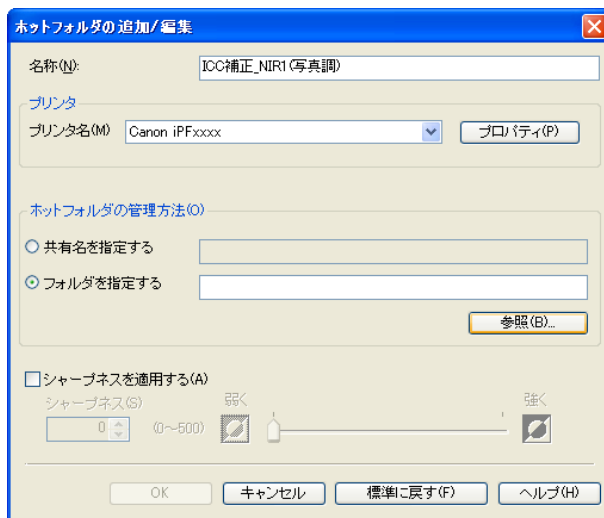 ホットフォルダの追加/編集
名称(N): ICC補正_NIR1(写真調)
プリンタ
プリンタ名(M) Canon iPFxxxx プロパティ(P)
ホットフォルダの管理方法(O)
共有名を指定する
フォルダを指定する
参照(B)...
シャープネスを適用する(A)
シャープネス(S) 弱く 強く
0 (0～500)
OK キャンセル 標準に戻す(F) ヘルプ(H)